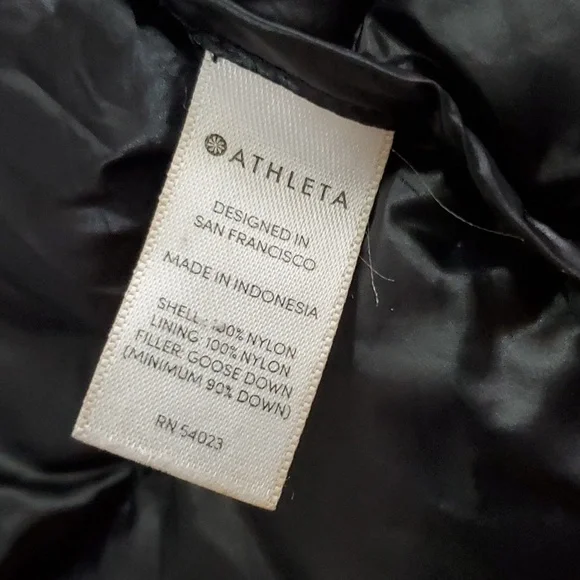 ATHLETA
DESIGNED IN
SAN FRANCISCO
MADE IN INDONESIA
SHELL: 100% NYLON
LINING: 100% NYLON
FILLER: GOOSE DOWN
(MINIMUM 90% DOWN)
RN 54023